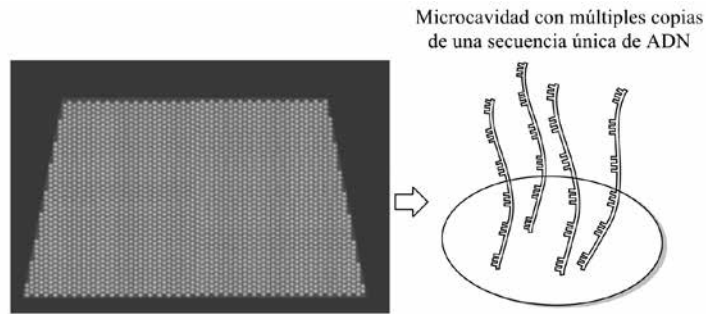 Microcavidad con múltiples copias
de una secuencia única de ADN